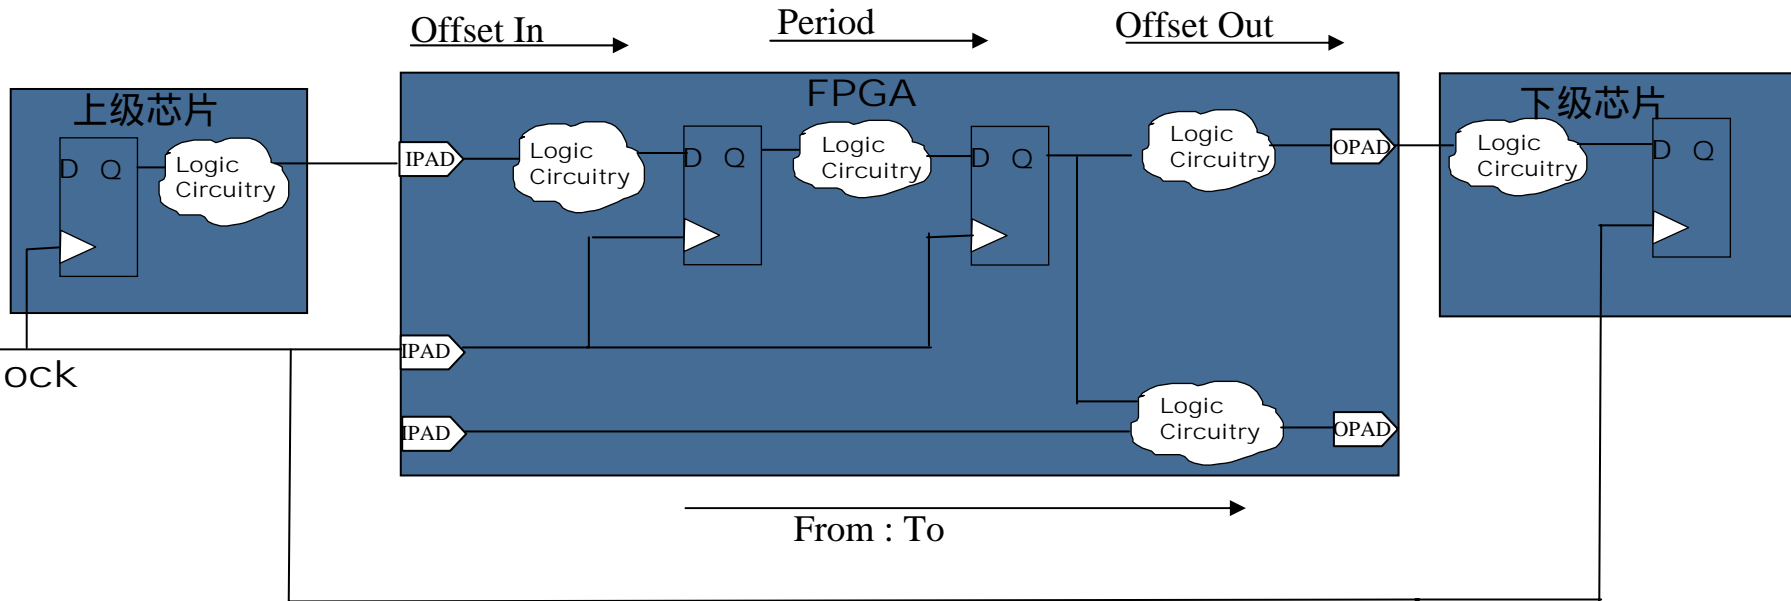 Offset In
Period
Offset Out
上级芯片
FPGA
下级芯片
D Q
Logic
Circuitry
IPAD
Logic
Circuitry
D Q
Logic
Circuitry
D Q
Logic
Circuitry
OPAD
Logic
Circuitry
D Q
IPAD
ock
IPAD
Logic
Circuitry
OPAD
From : To